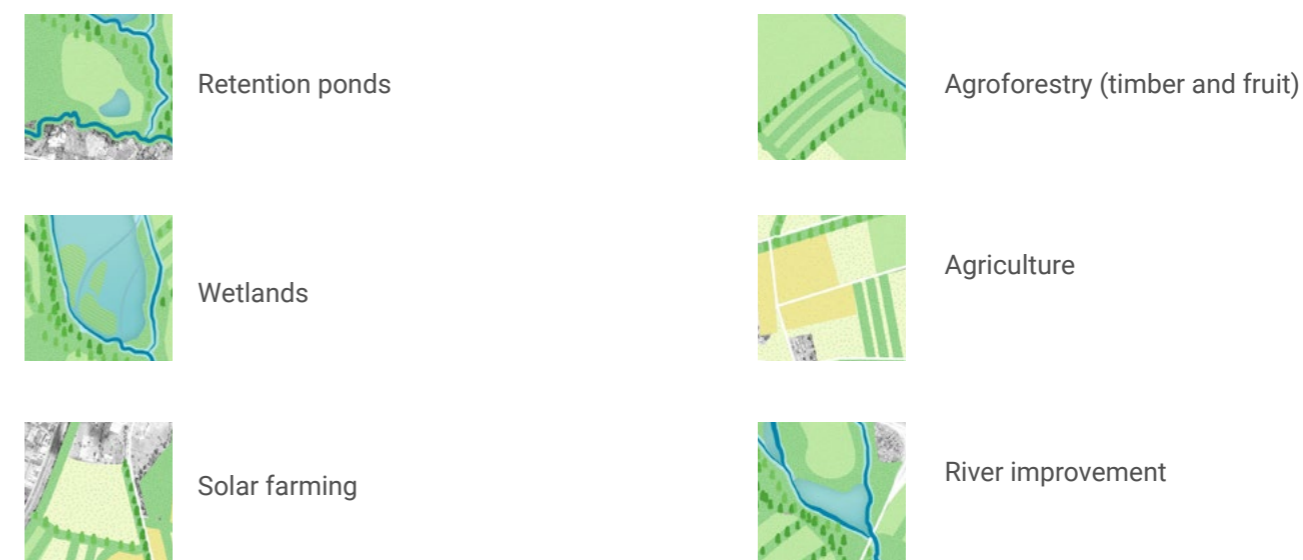 Retention ponds
Agroforestry (timber and fruit)
Wetlands
Agriculture
Solar farming
River improvement